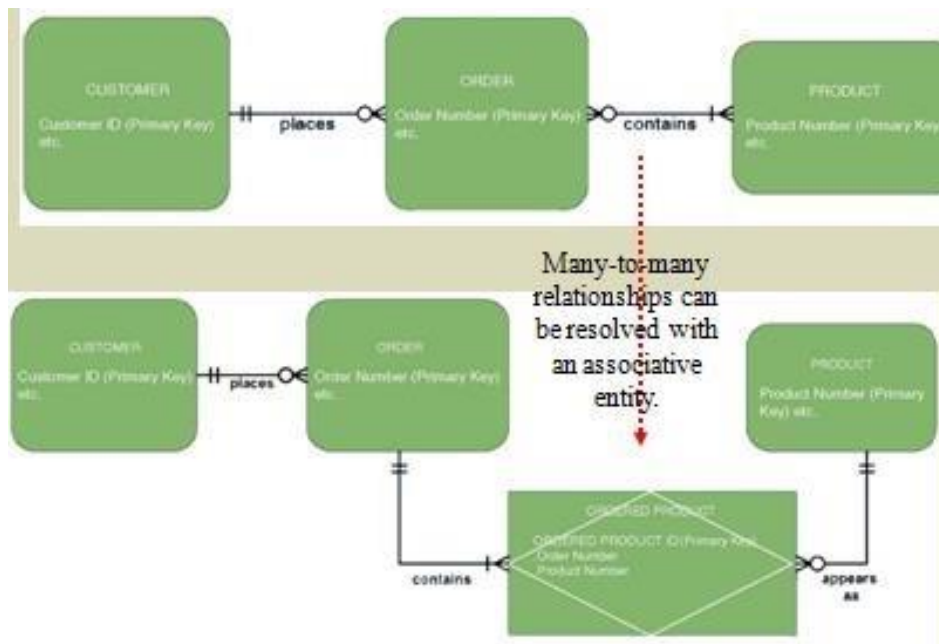 CUSTOMER
Customer ID (Primary Key)
etc.
places
ORDER
Order Number (Primary Key)
etc.
contains
PRODUCT
Product Number (Primary Key)
etc.
Many-to-many
relationships can
be resolved with
an associative
entity.
CUSTOMER
Customer ID (Primary Key)
etc.
places
ORDER
Order Number (Primary Key)
etc.
PRODUCT
Product Number (Primary
Key) etc.
contains
ORDERED PRODUCT
ORDERED PRODUCT ID(Primary Key)
Order Number
Product Number
appears
as